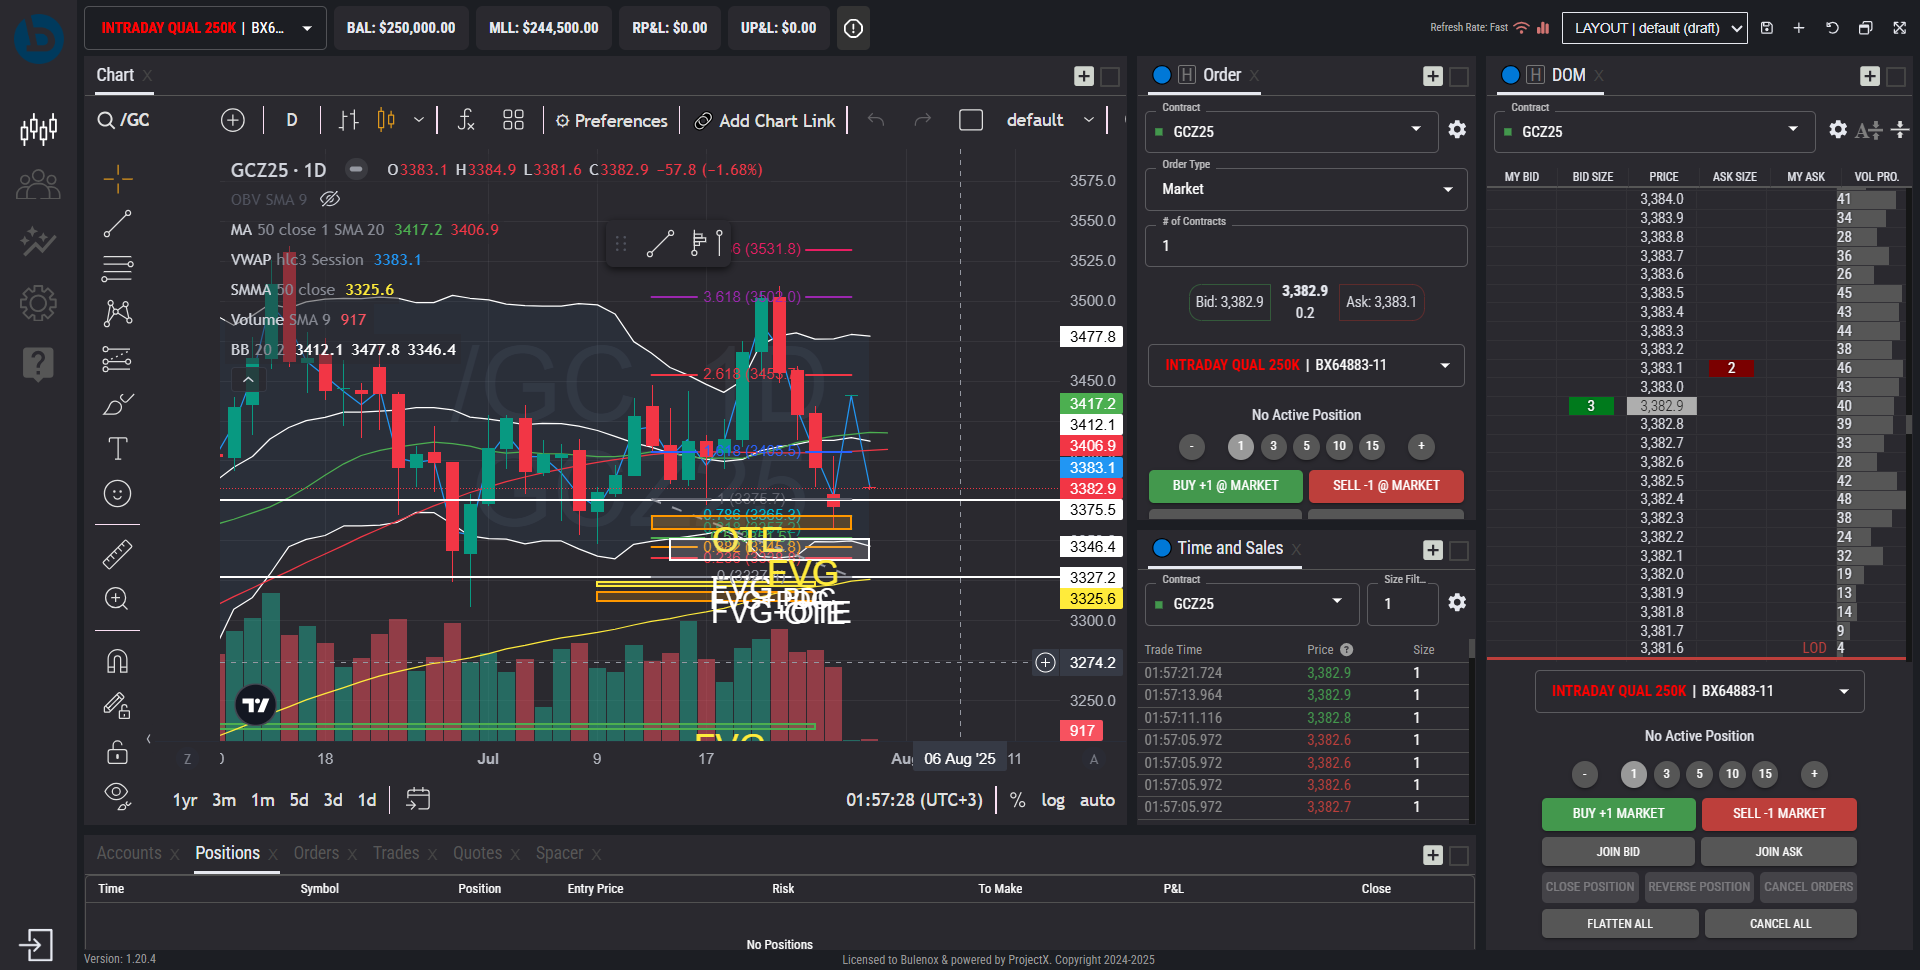 INTRADAY QUAL 250K | BX6...
BAL: $250,000.00
MLL: $244,500.00
RP&L: $0.00
UP&L: $0.00
Refresh Rate: Fast
LAYOUT | default (draft)
Chart X
/GC
D
Preferences
Add Chart Link
default
GCZ25 · 1D
O3383.1 H3384.9 L3381.6 C3382.9 -57.8 (-1.68%)
OBV SMA 9
MA 50 close 1 SMA 20 3417.2 3406.9
VWAP hlc3 Session 3383.1
SMMA 50 close 3325.6
Volume SMA 9 917
BB 20 2 3412.1 3477.8 3346.4
(3531.8)
3.618 (3502.0)
2.618 (3453.7)
/GC 1D
GCZ25
1 (3375.7)
0.786 (3365.3)
OTE
FVG
FVG+OTE
FVG
3575.0
3550.0
3525.0
3500.0
3477.8
3450.0
3417.2
3412.1
3406.9
3383.1
3382.9
3375.5
3346.4
3327.2
3325.6
3300.0
3274.2
3250.0
917
Z
18
Jul
9
17
06 Aug '25
11
A
1yr 3m 1m 5d 3d 1d
01:57:28 (UTC+3)
% log auto
H Order X
Contract
GCZ25
Order Type
Market
# of Contracts
1
Bid: 3,382.9
3,382.9
0.2
Ask: 3,383.1
INTRADAY QUAL 250K | BX64883-11
No Active Position
- 1 3 5 10 15 +
BUY +1 @ MARKET
SELL -1 @ MARKET
Time and Sales X
Contract
GCZ25
Size Filt...
1
Trade Time Price ? Size
01:57:21.724 3,382.9 1
01:57:13.964 3,382.9 1
01:57:11.116 3,382.8 1
01:57:05.972 3,382.6 1
01:57:05.972 3,382.6 1
01:57:05.972 3,382.6 1
01:57:05.972 3,382.7 1
H DOM X
Contract
GCZ25
MY BID BID SIZE PRICE ASK SIZE MY ASK VOL PRO.
3,384.0 41
3,383.9 34
3,383.8 28
3,383.7 36
3,383.6 26
3,383.5 45
3,383.4 43
3,383.3 44
3,383.2 38
3,383.1 2 46
3,383.0 43
3 3,382.9 40
3,382.8 39
3,382.7 33
3,382.6 28
3,382.5 42
3,382.4 48
3,382.3 38
3,382.2 24
3,382.1 32
3,382.0 19
3,381.9 13
3,381.8 14
3,381.7 9
3,381.6 LOD 4
INTRADAY QUAL 250K | BX64883-11
No Active Position
- 1 3 5 10 15 +
BUY +1 MARKET
SELL -1 MARKET
JOIN BID
JOIN ASK
CLOSE POSITION
REVERSE POSITION
CANCEL ORDERS
FLATTEN ALL
CANCEL ALL
Accounts X Positions X Orders X Trades X Quotes X Spacer X
Time Symbol Position Entry Price Risk To Make P&L Close
No Positions
Version: 1.20.4
Licensed to Bulenox & powered by ProjectX. Copyright 2024-2025